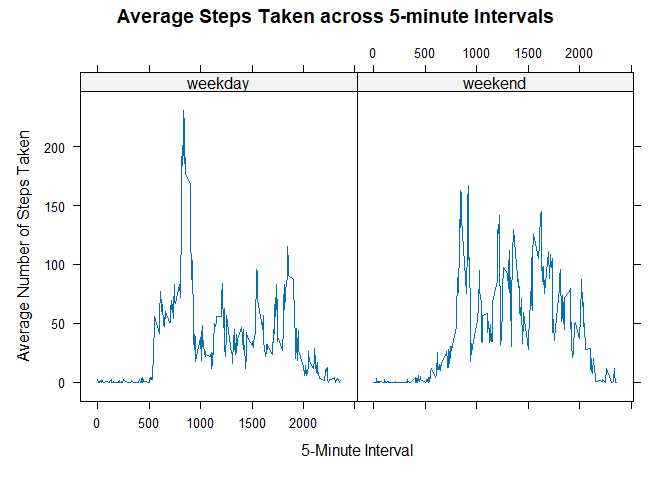 Average Steps Taken across 5-minute Intervals
0 500 1000 1500 2000
weekday weekend
Average Number of Steps Taken
200
150
100
50
0
0 500 1000 1500 2000
5-Minute Interval